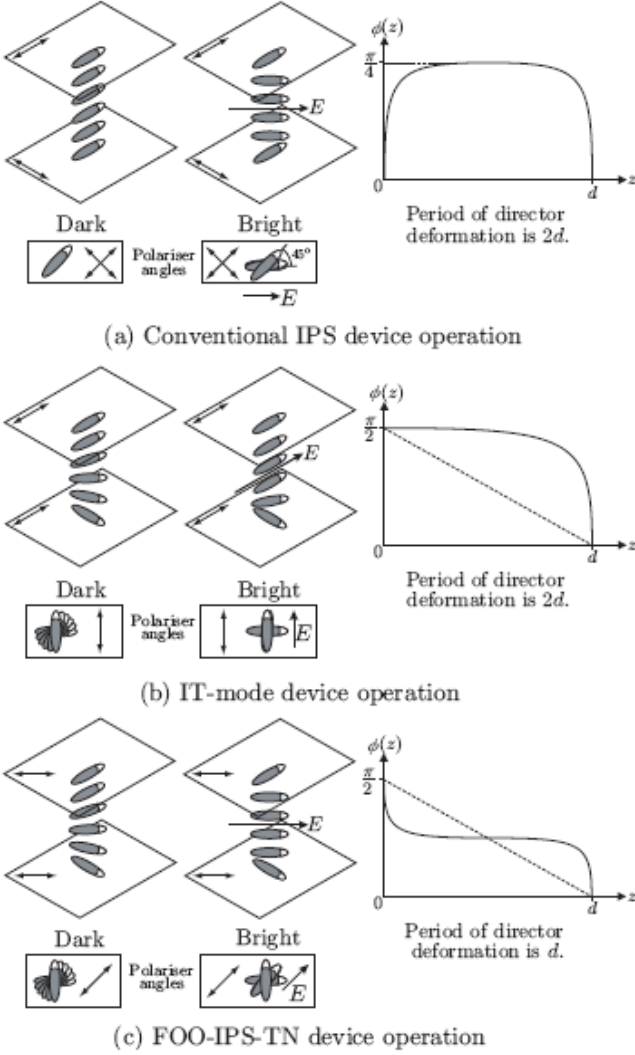 ϕ(z)
π/4
E
0
d
z
Dark
Bright
Period of director
deformation is 2d.
Polariser
angles
45°
E
(a) Conventional IPS device operation
ϕ(z)
π/2
E
0
d
z
Dark
Bright
Period of director
deformation is 2d.
Polariser
angles
E
(b) IT-mode device operation
ϕ(z)
π/2
E
0
d
z
Dark
Bright
Period of director
deformation is d.
Polariser
angles
E
(c) FOO-IPS-TN device operation